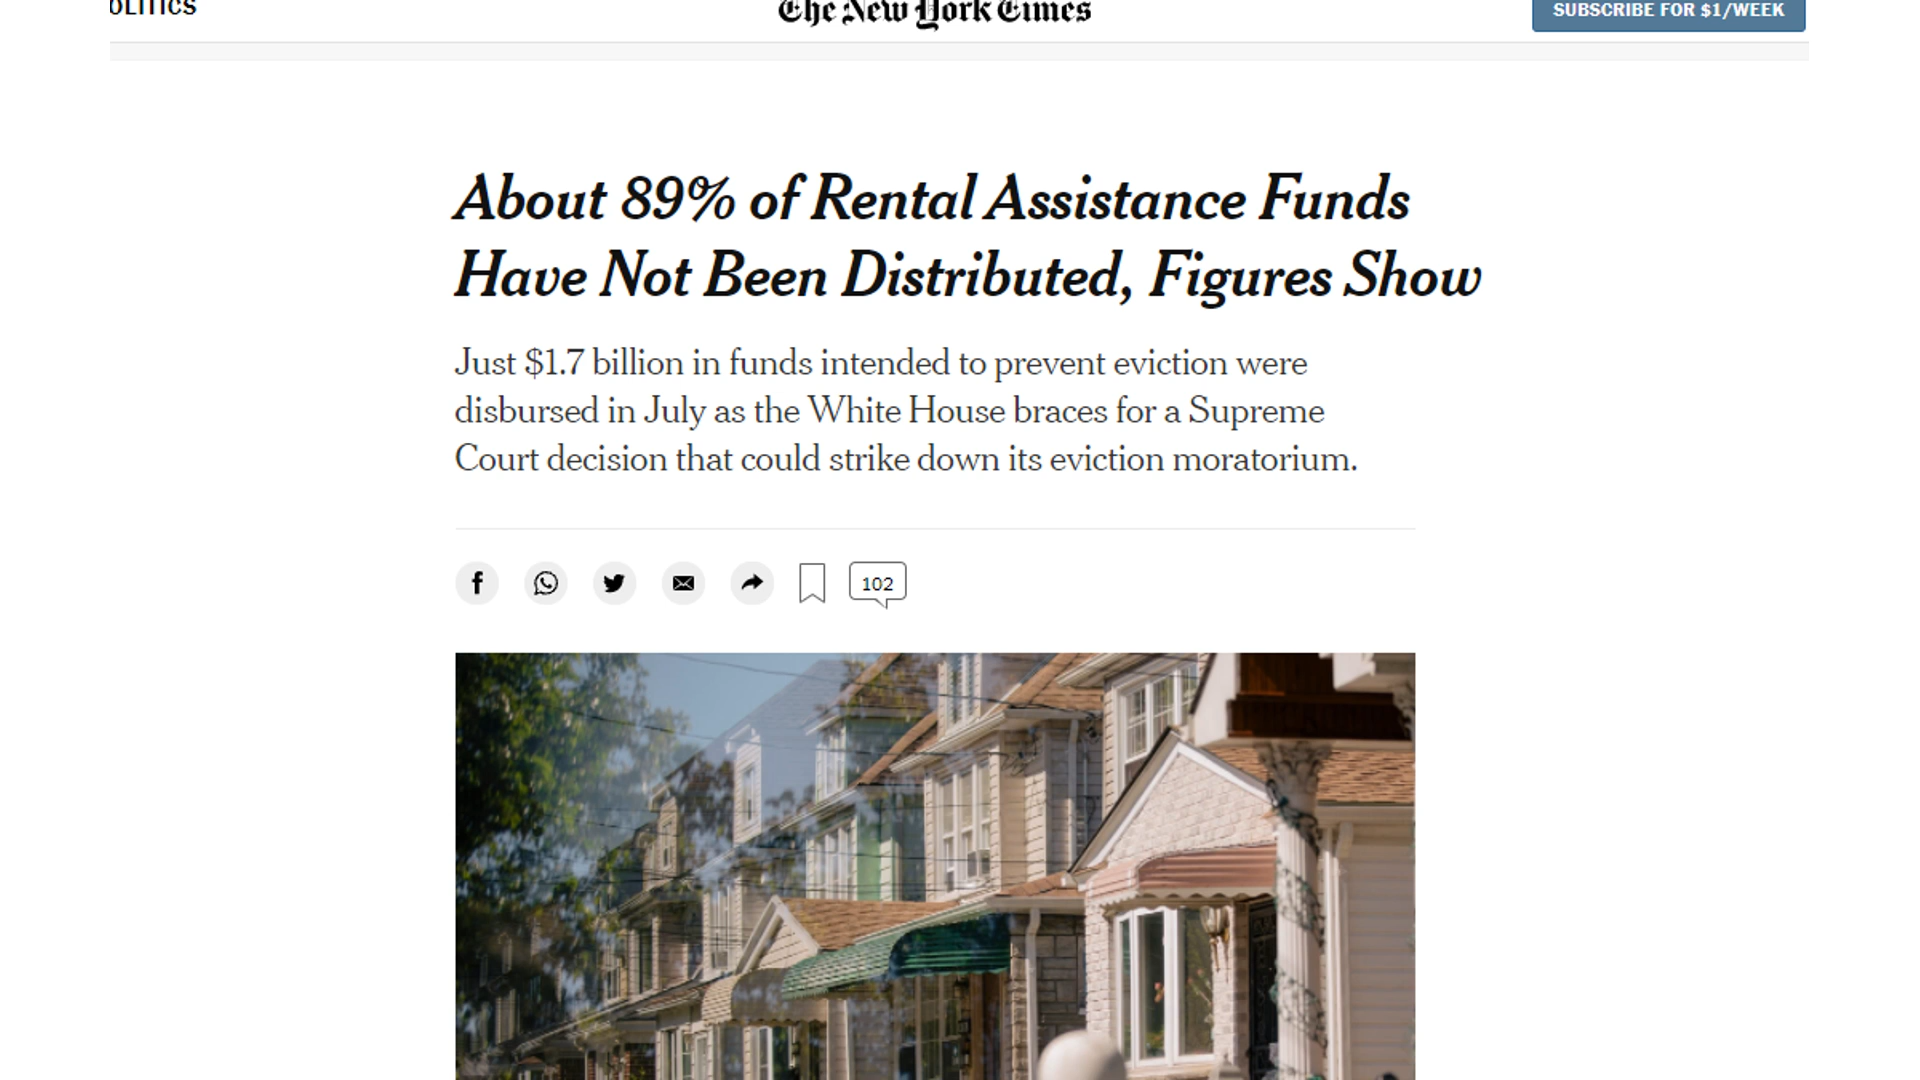 OLITICS
The New York Times
SUBSCRIBE FOR $1/WEEK
About 89% of Rental Assistance Funds
Have Not Been Distributed, Figures Show
Just $1.7 billion in funds intended to prevent eviction were
disbursed in July as the White House braces for a Supreme
Court decision that could strike down its eviction moratorium.
102